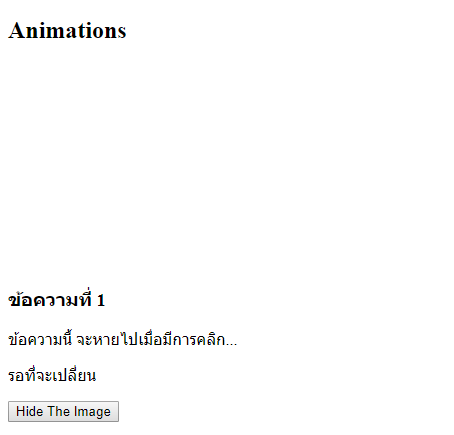 Animations
ข้อความที่ 1
ข้อความนี้ จะหายไปเมื่อมีการคลิก...
รอที่จะเปลี่ยน
Hide The Image